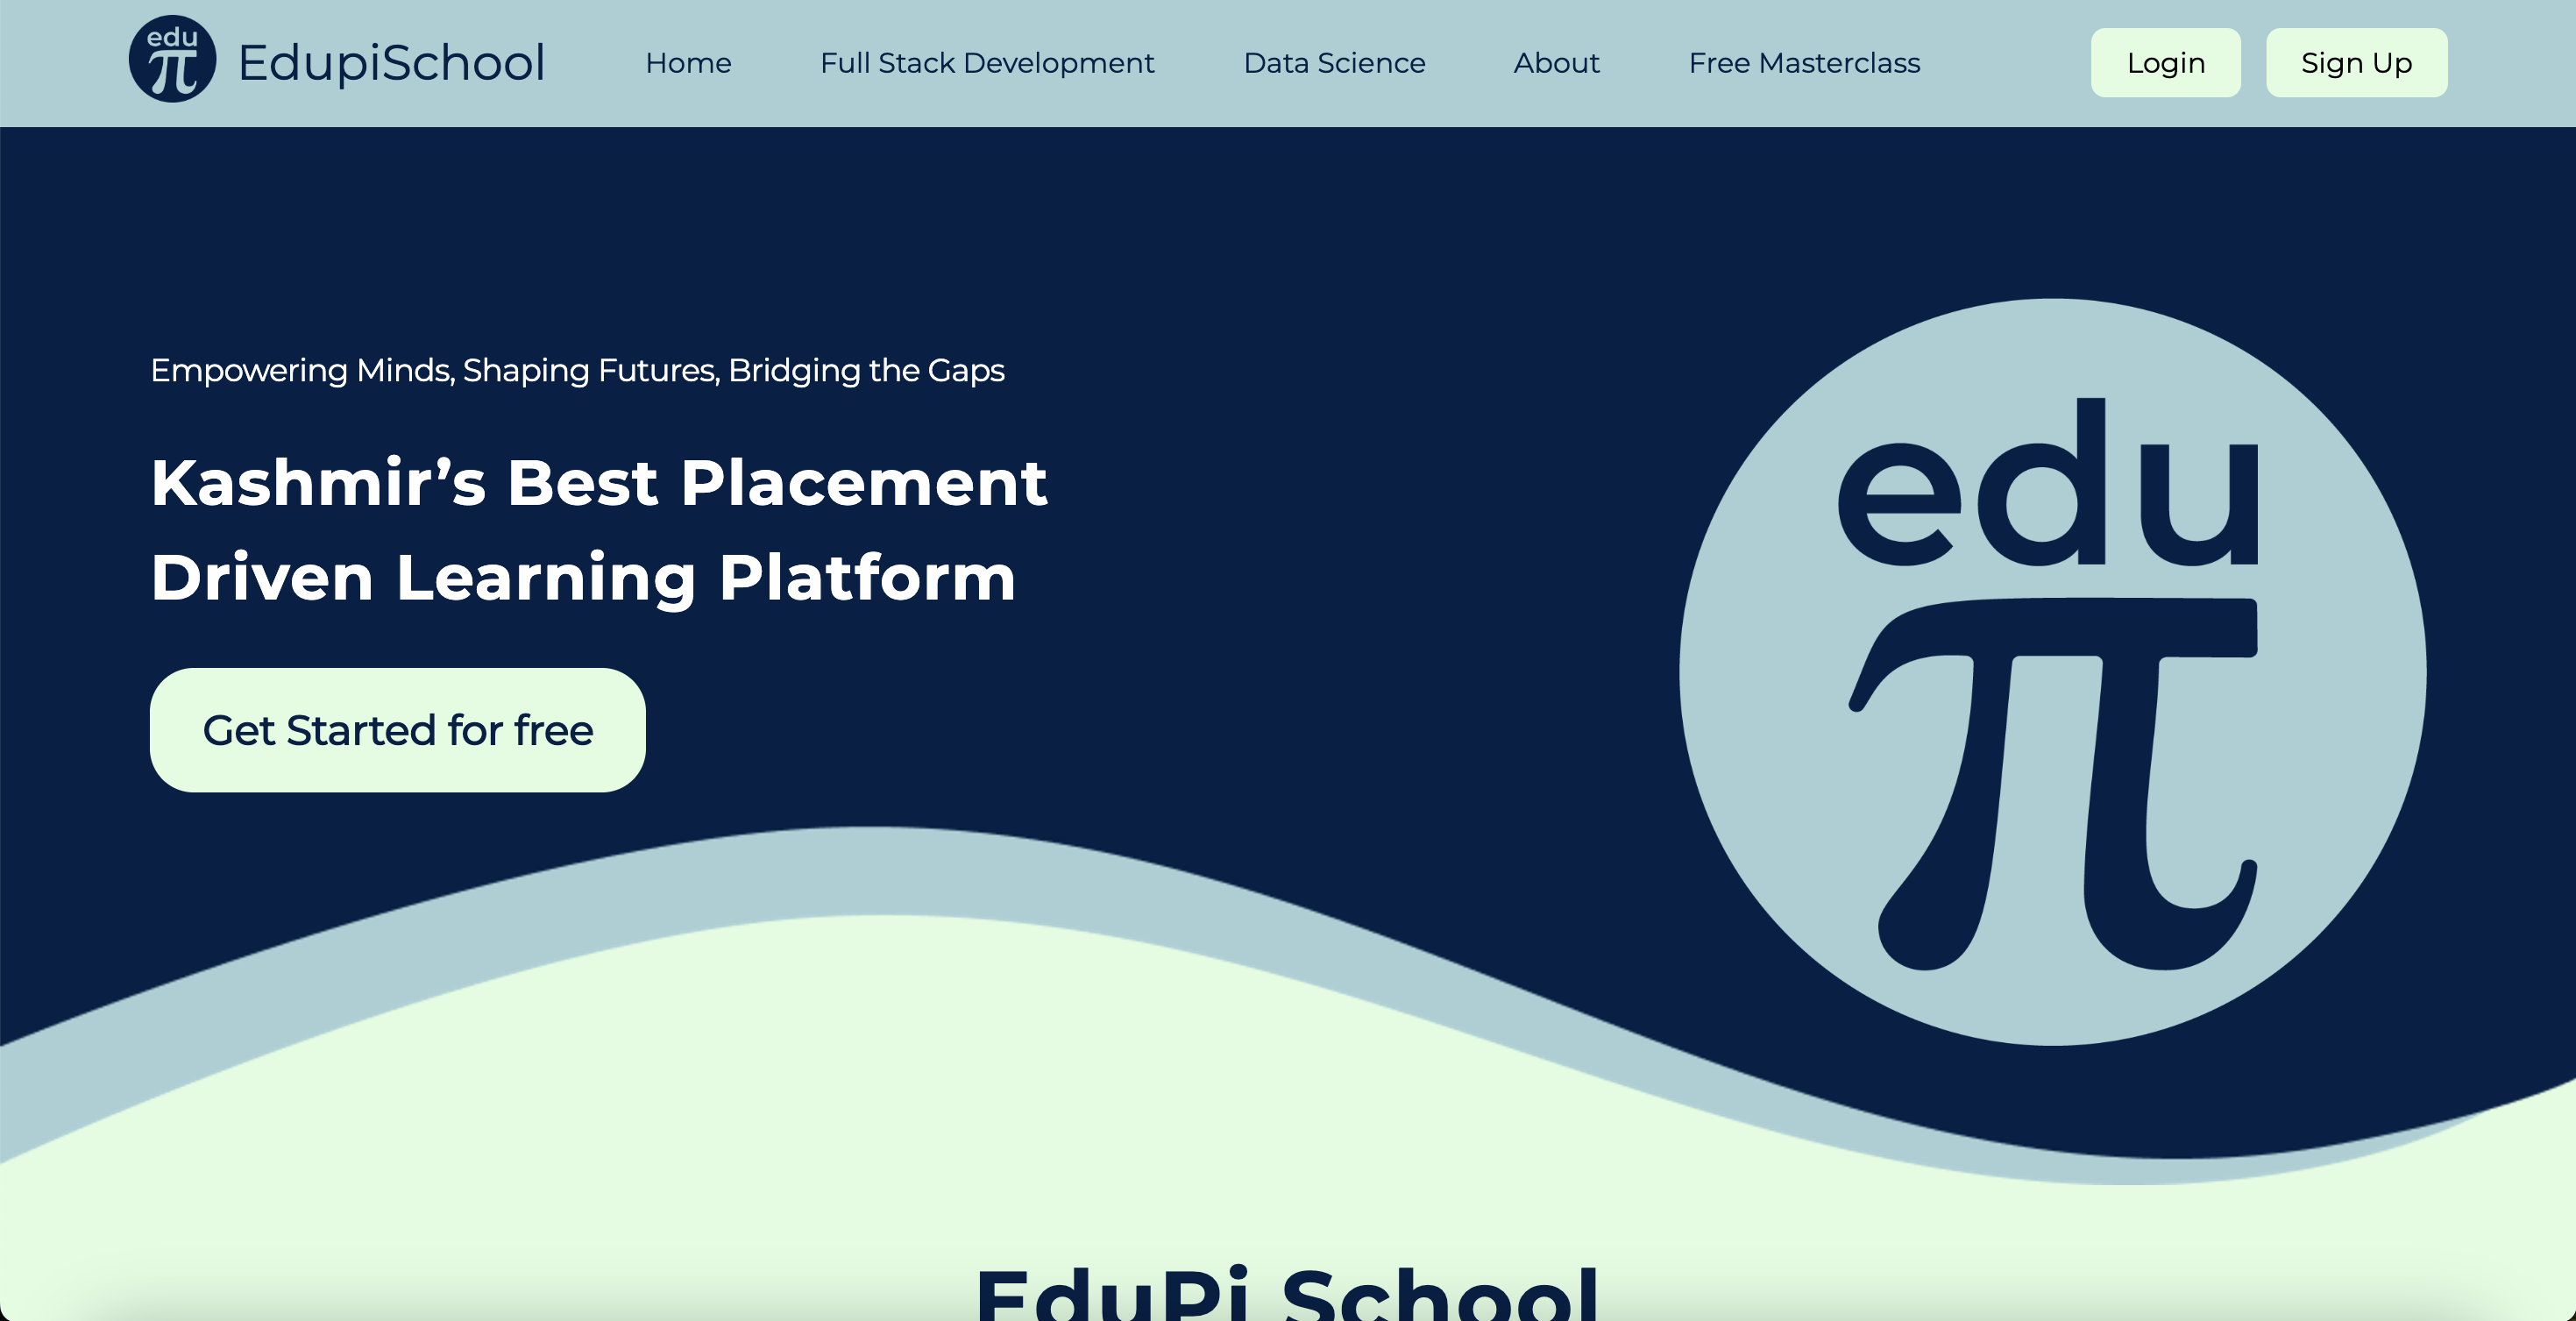 edu
π
EdupiSchool
Home
Full Stack Development
Data Science
About
Free Masterclass
Login
Sign Up
Empowering Minds, Shaping Futures, Bridging the Gaps
Kashmir’s Best Placement
Driven Learning Platform
Get Started for free
edu
π
EduPi School